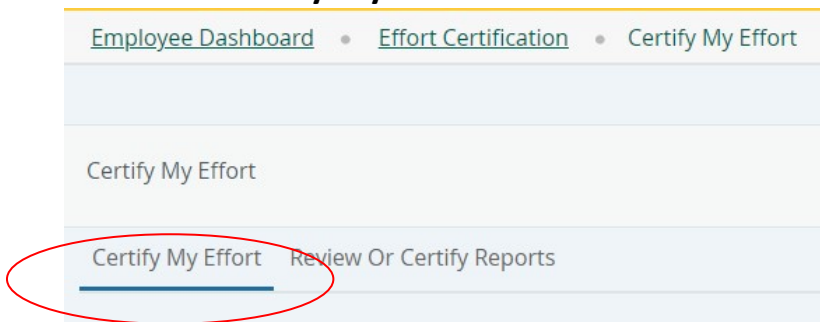 Employee Dashboard • Effort Certification • Certify My Effort
Certify My Effort
Certify My Effort Review Or Certify Reports